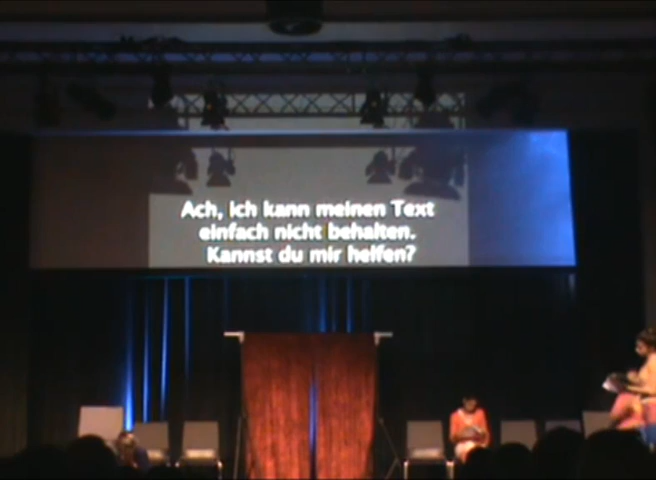 Ach, ich kann meinen Text
einfach nicht behalten.
Kannst du mir helfen?